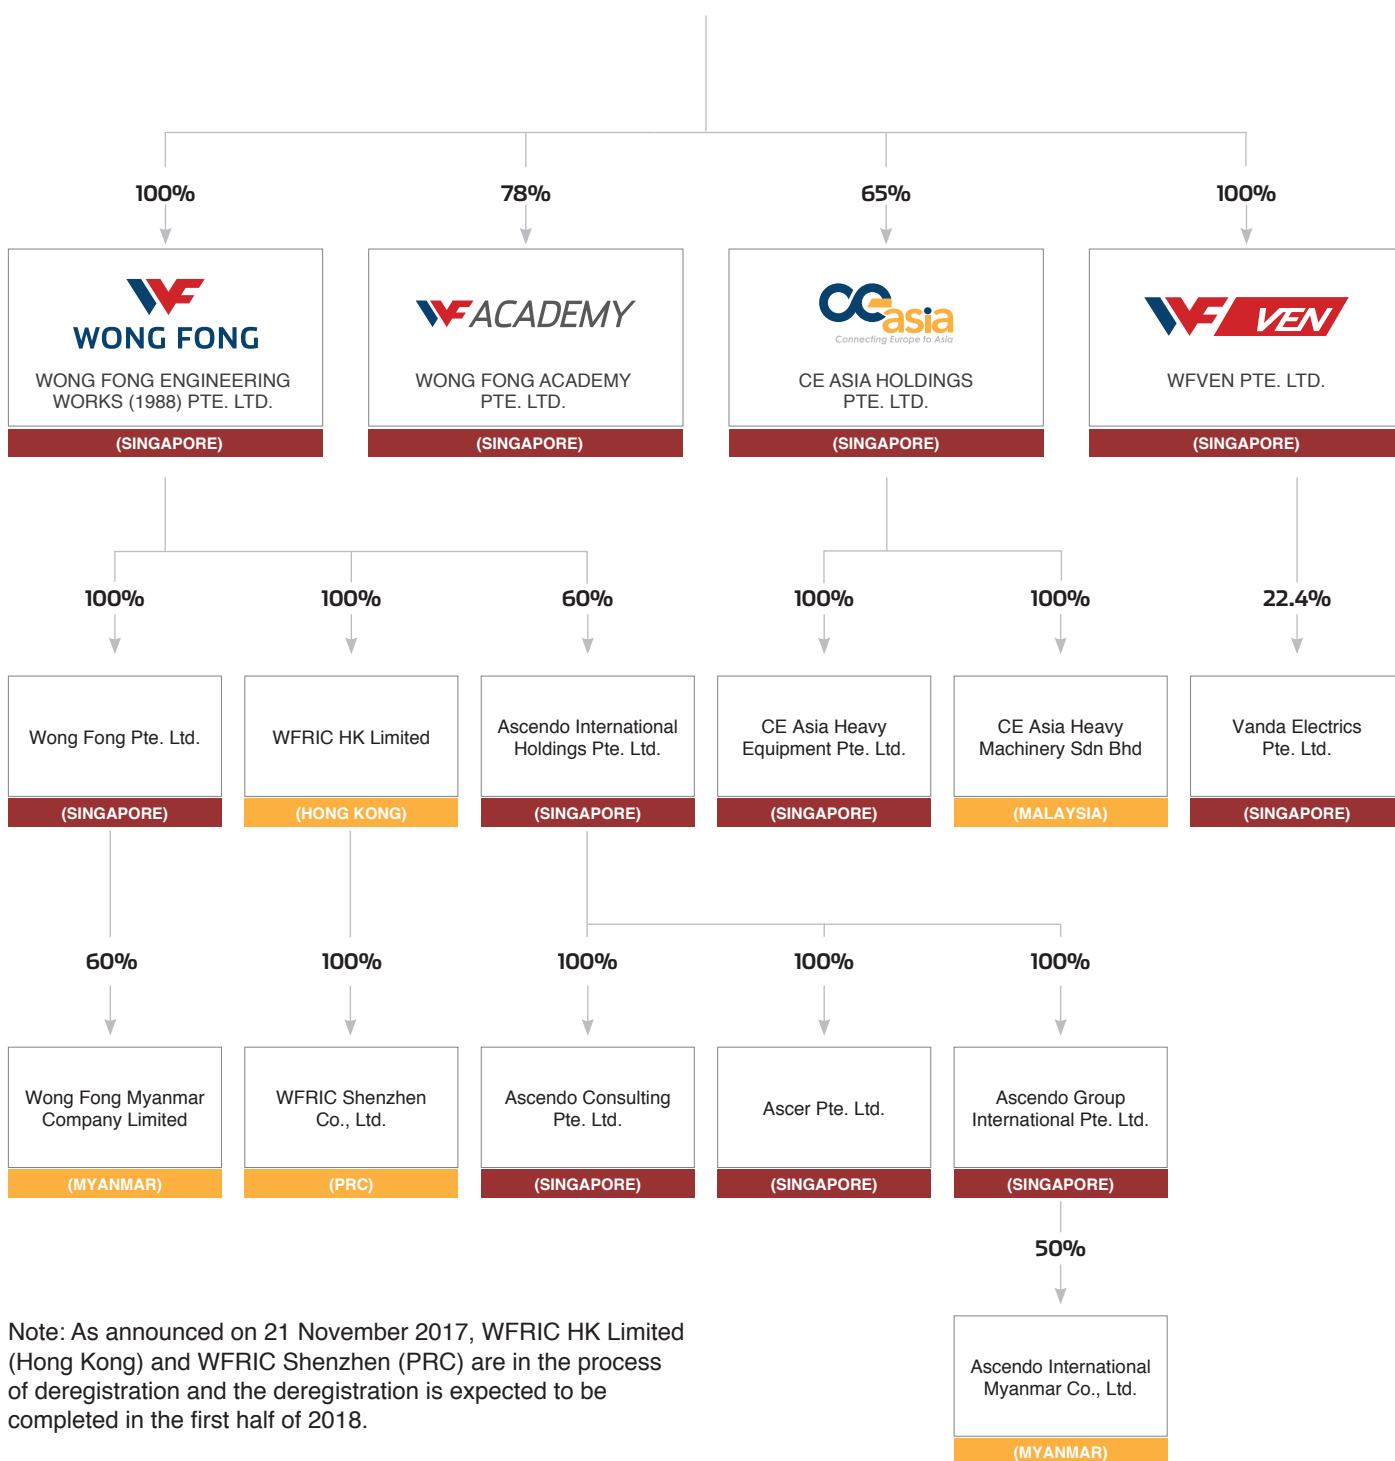 100%
78%
65%
100%
WF
WONG FONG
WONG FONG ENGINEERING
WORKS (1988) PTE. LTD.
(SINGAPORE)
WF ACADEMY
WONG FONG ACADEMY
PTE. LTD.
(SINGAPORE)
CE asia
Connecting Europe to Asia
CE ASIA HOLDINGS
PTE. LTD.
(SINGAPORE)
WF VEN
WFVEN PTE. LTD.
(SINGAPORE)
100%
100%
60%
100%
100%
22.4%
Wong Fong Pte. Ltd.
(SINGAPORE)
WFRIC HK Limited
(HONG KONG)
Ascendo International
Holdings Pte. Ltd.
(SINGAPORE)
CE Asia Heavy
Equipment Pte. Ltd.
(SINGAPORE)
CE Asia Heavy
Machinery Sdn Bhd
(MALAYSIA)
Vanda Electrics
Pte. Ltd.
(SINGAPORE)
60%
100%
100%
100%
100%
Wong Fong Myanmar
Company Limited
(MYANMAR)
WFRIC Shenzhen
Co., Ltd.
(PRC)
Ascendo Consulting
Pte. Ltd.
(SINGAPORE)
Ascer Pte. Ltd.
(SINGAPORE)
Ascendo Group
International Pte. Ltd.
(SINGAPORE)
50%
Ascendo International
Myanmar Co., Ltd.
(MYANMAR)
Note: As announced on 21 November 2017, WFRIC HK Limited
(Hong Kong) and WFRIC Shenzhen (PRC) are in the process
of deregistration and the deregistration is expected to be
completed in the first half of 2018.